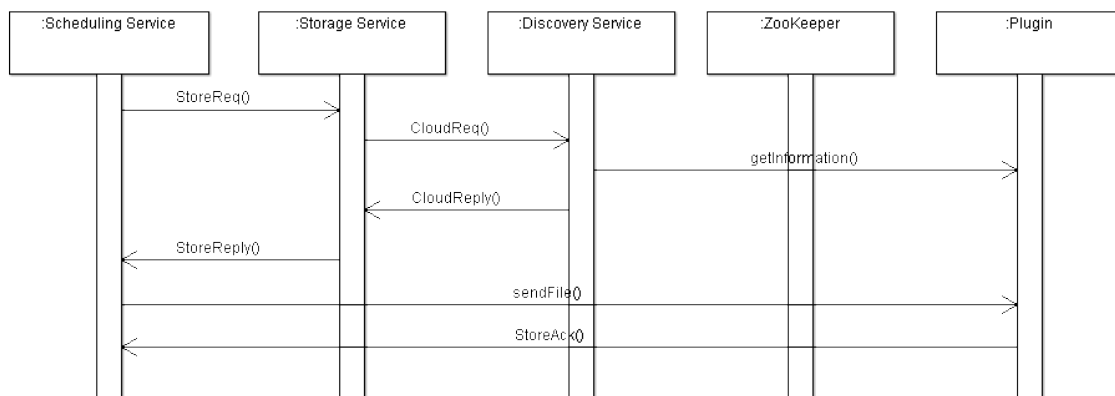 :Scheduling Service
:Storage Service
:Discovery Service
:ZooKeeper
:Plugin
StoreReq()
CloudReq()
getInformation()
CloudReply()
StoreReply()
sendFile()
StoreAck()